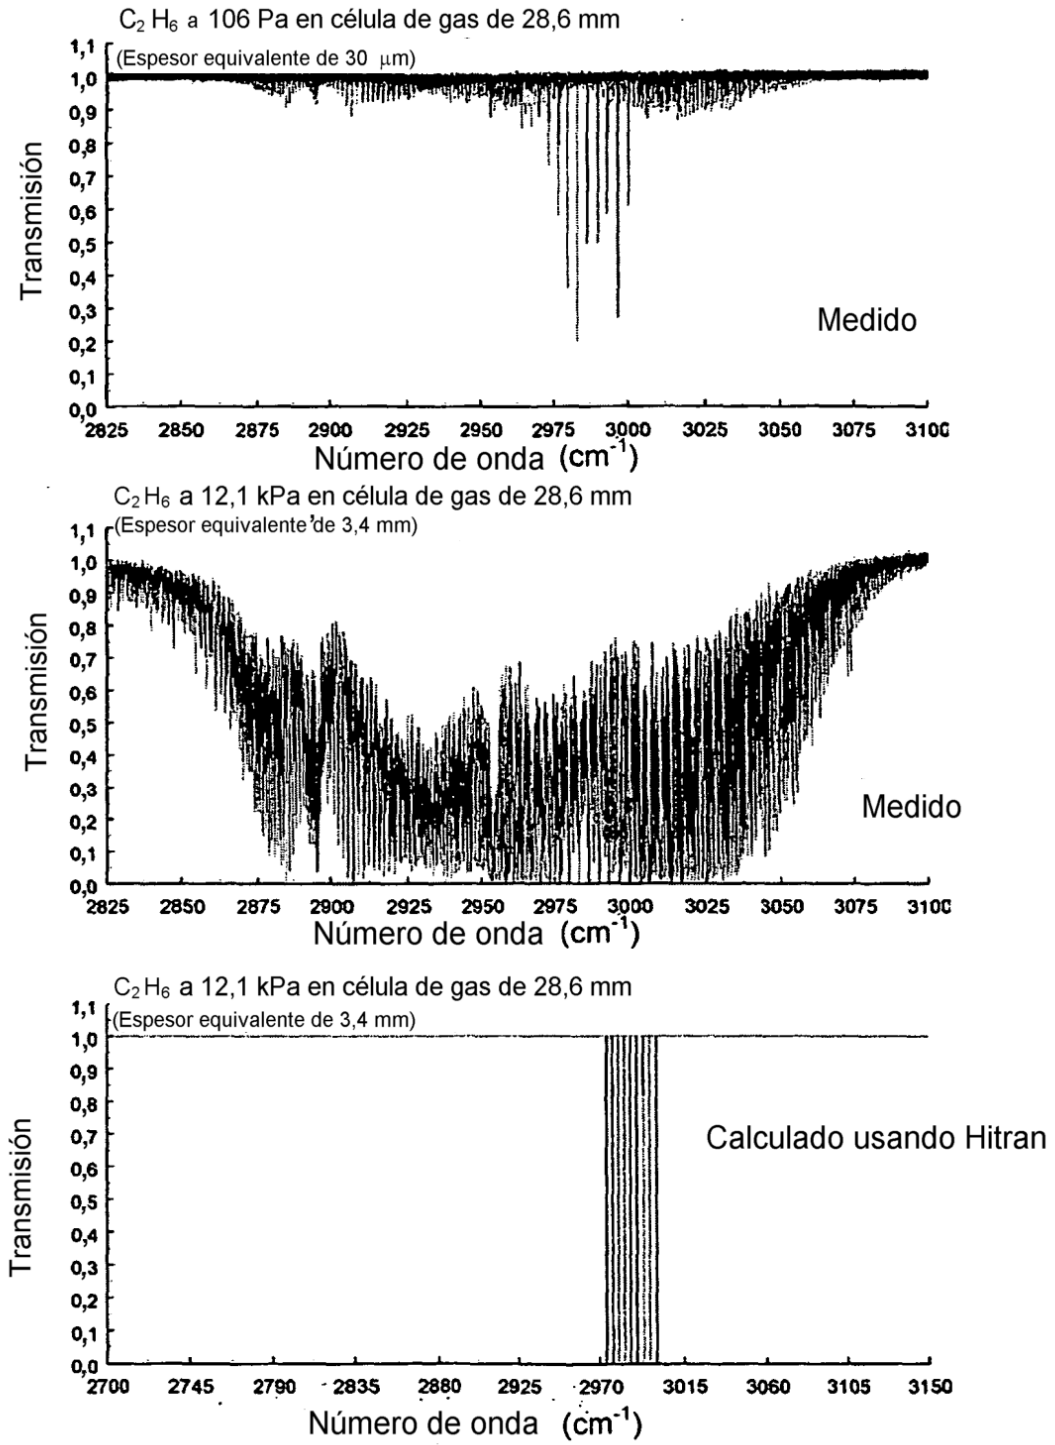 C₂H₆ a 106 Pa en célula de gas de 28,6 mm
(Espesor equivalente de 30 µm)
1,1
1,0
0,9
0,8
0,7
0,6
0,5
0,4
0,3
0,2
0,1
0,0
Transmisión
Medido
2825 2850 2875 2900 2925 2950 2975 3000 3025 3050 3075 3100
Número de onda (cm⁻¹)
C₂H₆ a 12,1 kPa en célula de gas de 28,6 mm
(Espesor equivalente de 3,4 mm)
1,1
1,0
0,9
0,8
0,7
0,6
0,5
0,4
0,3
0,2
0,1
0,0
Transmisión
Medido
2825 2850 2875 2900 2925 2950 2975 3000 3025 3050 3075 3100
Número de onda (cm⁻¹)
C₂H₆ a 12,1 kPa en célula de gas de 28,6 mm
(Espesor equivalente de 3,4 mm)
1,1
1,0
0,9
0,8
0,7
0,6
0,5
0,4
0,3
0,2
0,1
0,0
Transmisión
Calculado usando Hitran
2700 2745 2790 2835 2880 2925 2970 3015 3060 3105 3150
Número de onda (cm⁻¹)